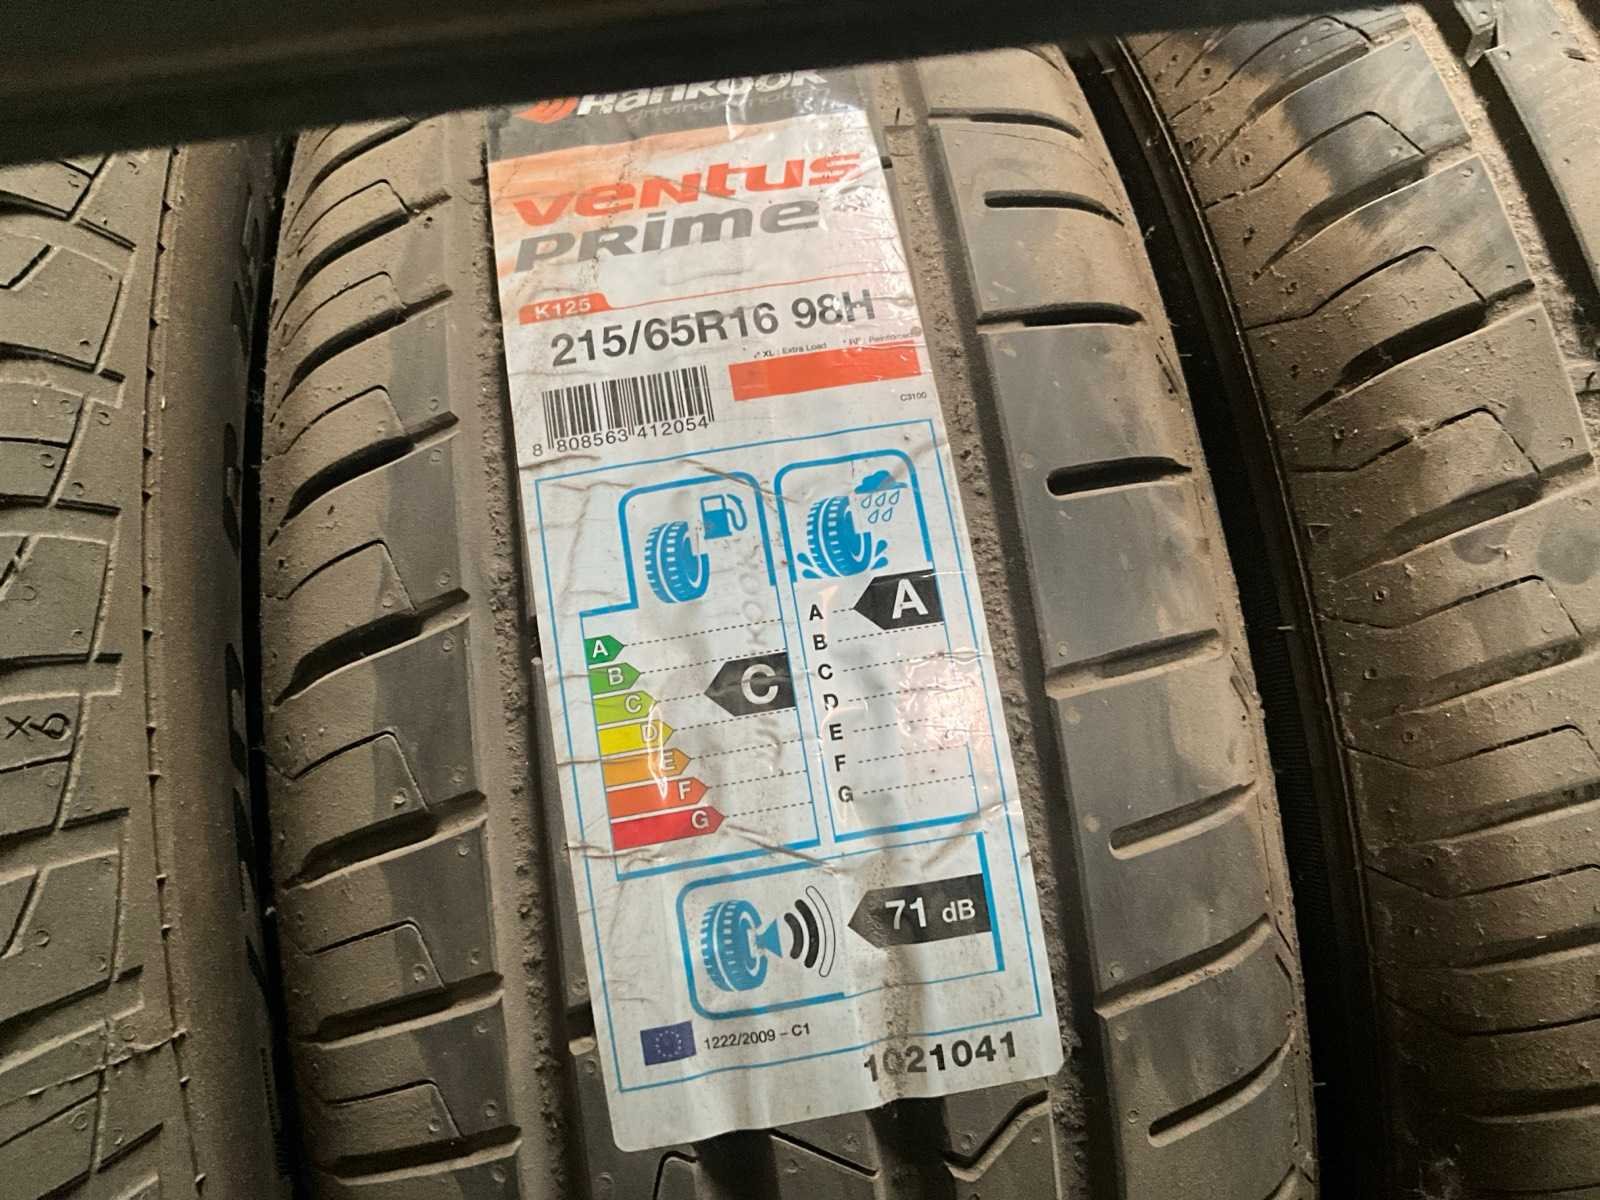 Hankook
driving emotion
ventus
PRime
K125
215/65R16 98H
* XL : Extra Load * RF : Reinforced
C3100
8 808563 412054
A
B
C
D
E
F
G
C
A
B
C
D
E
F
G
A
71 dB
1222/2009 – C1
1021041